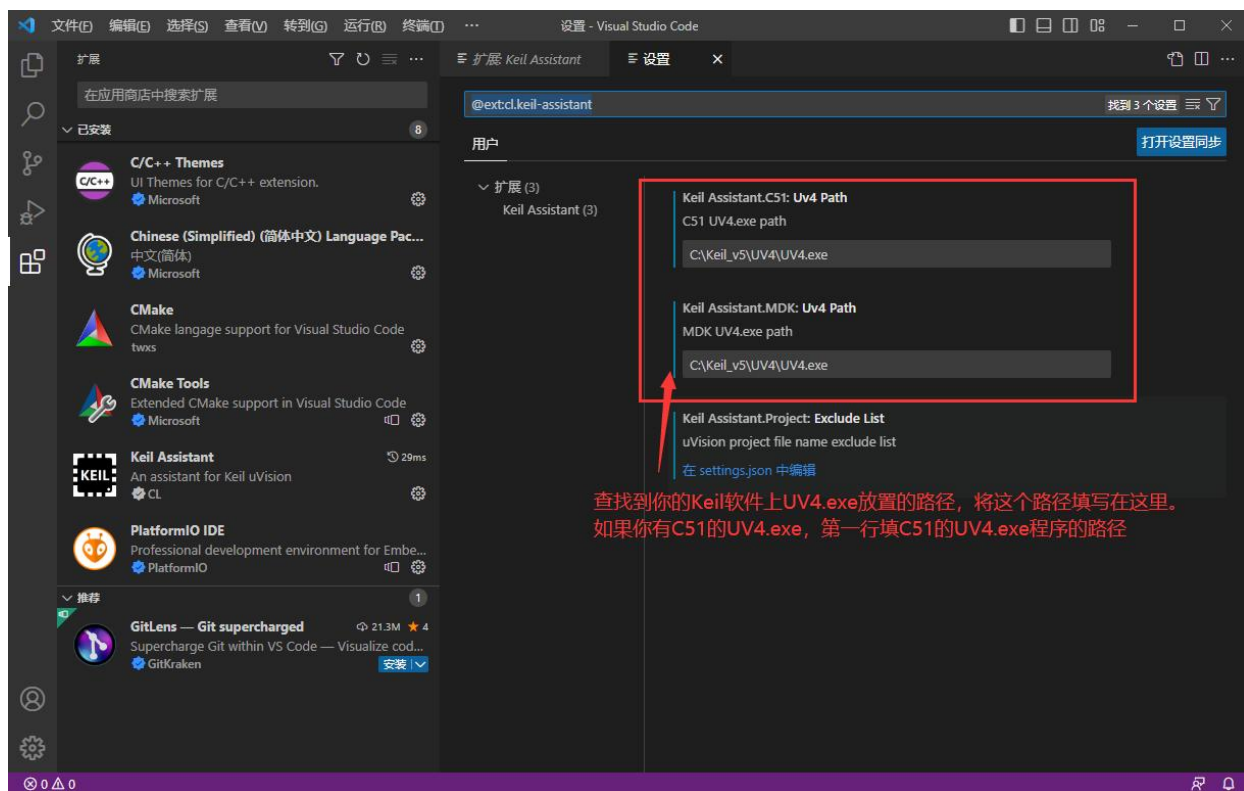 文件(F) 编辑(E) 选择(S) 查看(V) 转到(G) 运行(R) 终端(T) ··· 设置 - Visual Studio Code
扩展
扩展: Keil Assistant
设置
在应用商店中搜索扩展
@ext:cl.keil-assistant
找到 3 个设置
已安装
8
用户
打开设置同步
C/C++
C/C++ Themes
UI Themes for C/C++ extension.
Microsoft
Chinese (Simplified) (简体中文) Language Pac...
中文(简体)
Microsoft
CMake
CMake langage support for Visual Studio Code
twxs
CMake Tools
Extended CMake support in Visual Studio Code
Microsoft
KEIL
Keil Assistant
29ms
An assistant for Keil uVision
CL
PlatformIO IDE
Professional development environment for Embe...
PlatformIO
推荐
1
GitLens — Git supercharged
21.3M ★ 4
Supercharge Git within VS Code — Visualize cod...
GitKraken
安装
扩展 (3)
Keil Assistant (3)
Keil Assistant.C51: Uv4 Path
C51 UV4.exe path
C:\Keil_v5\UV4\UV4.exe
Keil Assistant.MDK: Uv4 Path
MDK UV4.exe path
C:\Keil_v5\UV4\UV4.exe
Keil Assistant.Project: Exclude List
uVision project file name exclude list
在 settings.json 中编辑
查找到你的Keil软件上UV4.exe放置的路径，将这个路径填写在这里。
如果你有C51的UV4.exe，第一行填C51的UV4.exe程序的路径
0 0